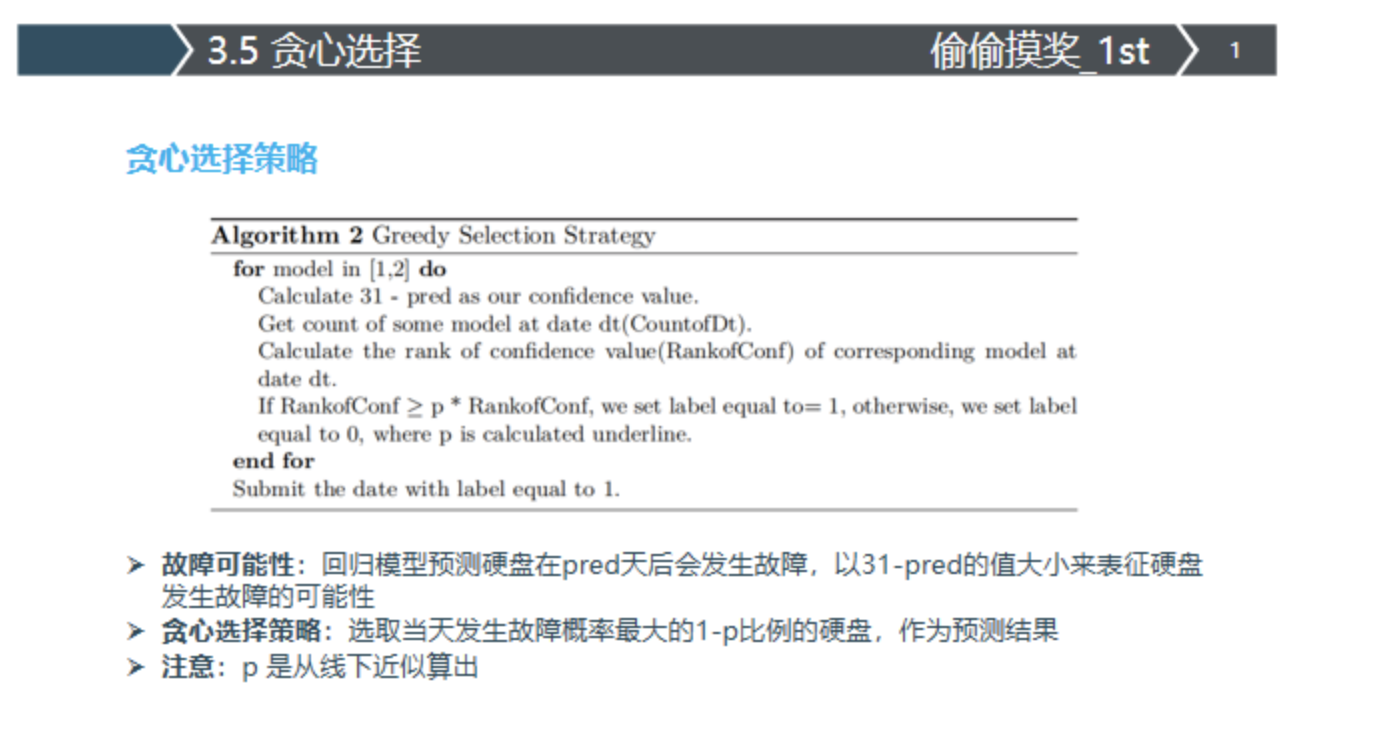 3.5 贪心选择
偷偷摸奖_1st
1
贪心选择策略
Algorithm 2 Greedy Selection Strategy
for model in [1,2] do
Calculate 31 - pred as our confidence value.
Get count of some model at date dt(CountofDt).
Calculate the rank of confidence value(RankofConf) of corresponding model at
date dt.
If RankofConf ≥ p * RankofConf, we set label equal to= 1, otherwise, we set label
equal to 0, where p is calculated underline.
end for
Submit the date with label equal to 1.
➢ 故障可能性：回归模型预测硬盘在pred天后会发生故障，以31-pred的值大小来表征硬盘
发生故障的可能性
➢ 贪心选择策略：选取当天发生故障概率最大的1-p比例的硬盘，作为预测结果
➢ 注意：p 是从线下近似算出